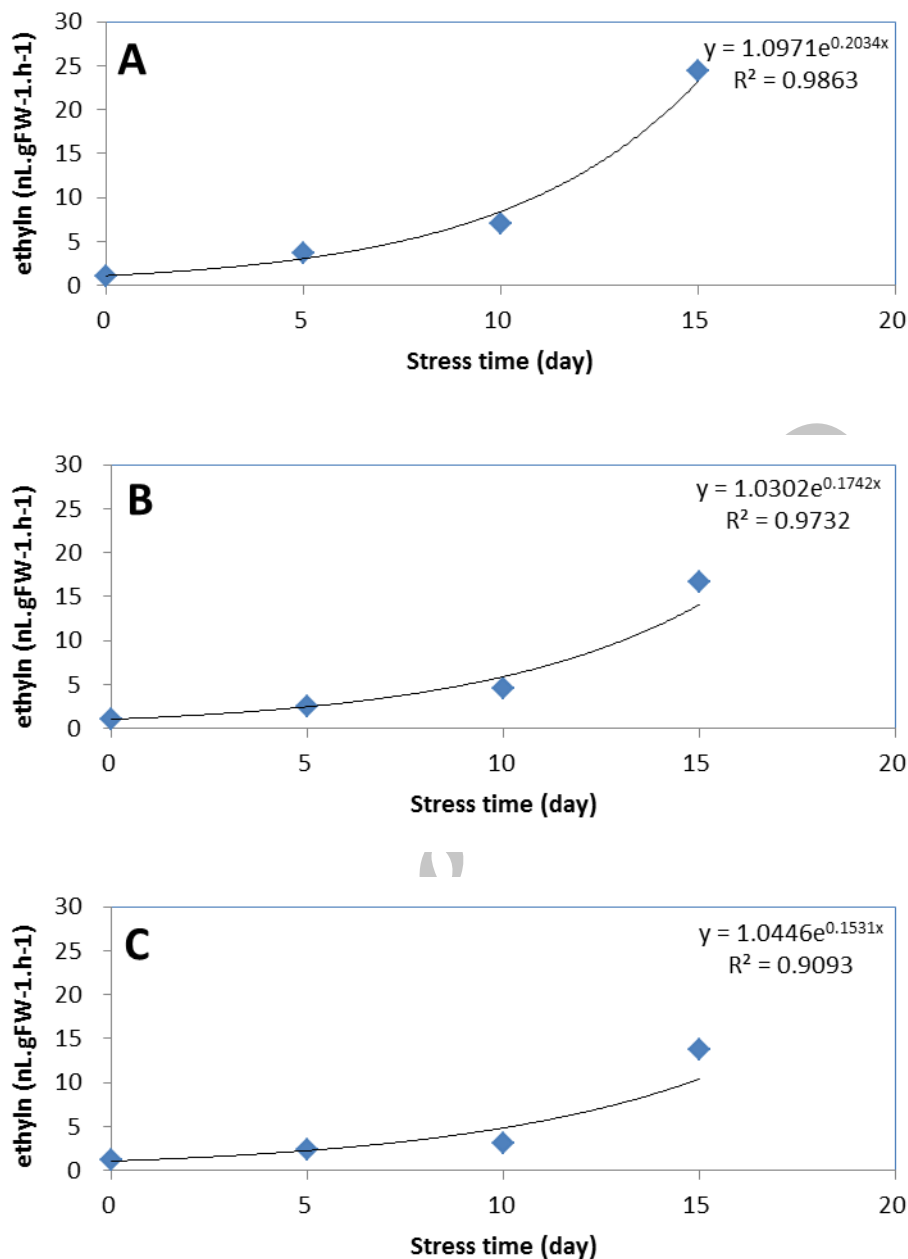 A
y = 1.0971e^0.2034x
R² = 0.9863
30
25
20
15
10
5
0
ethyln (nL.gFW-1.h-1)
0 5 10 15 20
Stress time (day)
B
y = 1.0302e^0.1742x
R² = 0.9732
30
25
20
15
10
5
0
ethyln (nL.gFW-1.h-1)
0 5 10 15 20
Stress time (day)
C
y = 1.0446e^0.1531x
R² = 0.9093
30
25
20
15
10
5
0
ethyln (nL.gFW-1.h-1)
0 5 10 15 20
Stress time (day)